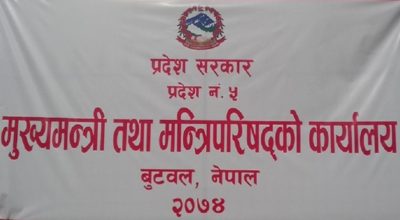 प्रदेश सरकार
प्रदेश नं. ५
मुख्यमन्त्री तथा मन्त्रिपरिषद्को कार्यालय
बुटवल, नेपाल
२०७४